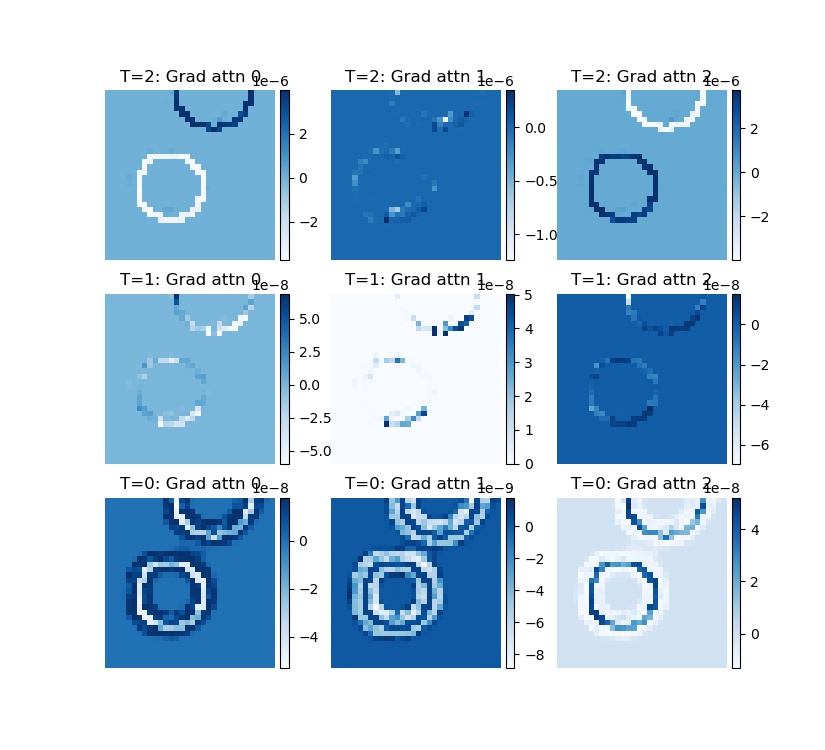 T=2: Grad attn 0
1e−6
2
0
−2
T=2: Grad attn 1
1e−6
0.0
−0.5
−1.0
T=2: Grad attn 2
1e−6
2
0
−2
T=1: Grad attn 0
1e−8
5.0
2.5
0.0
−2.5
−5.0
T=1: Grad attn 1
1e−8
5
4
3
2
1
0
T=1: Grad attn 2
1e−8
0
−2
−4
−6
T=0: Grad attn 0
1e−8
0
−2
−4
T=0: Grad attn 1
1e−9
0
−2
−4
−6
−8
T=0: Grad attn 2
1e−8
4
2
0